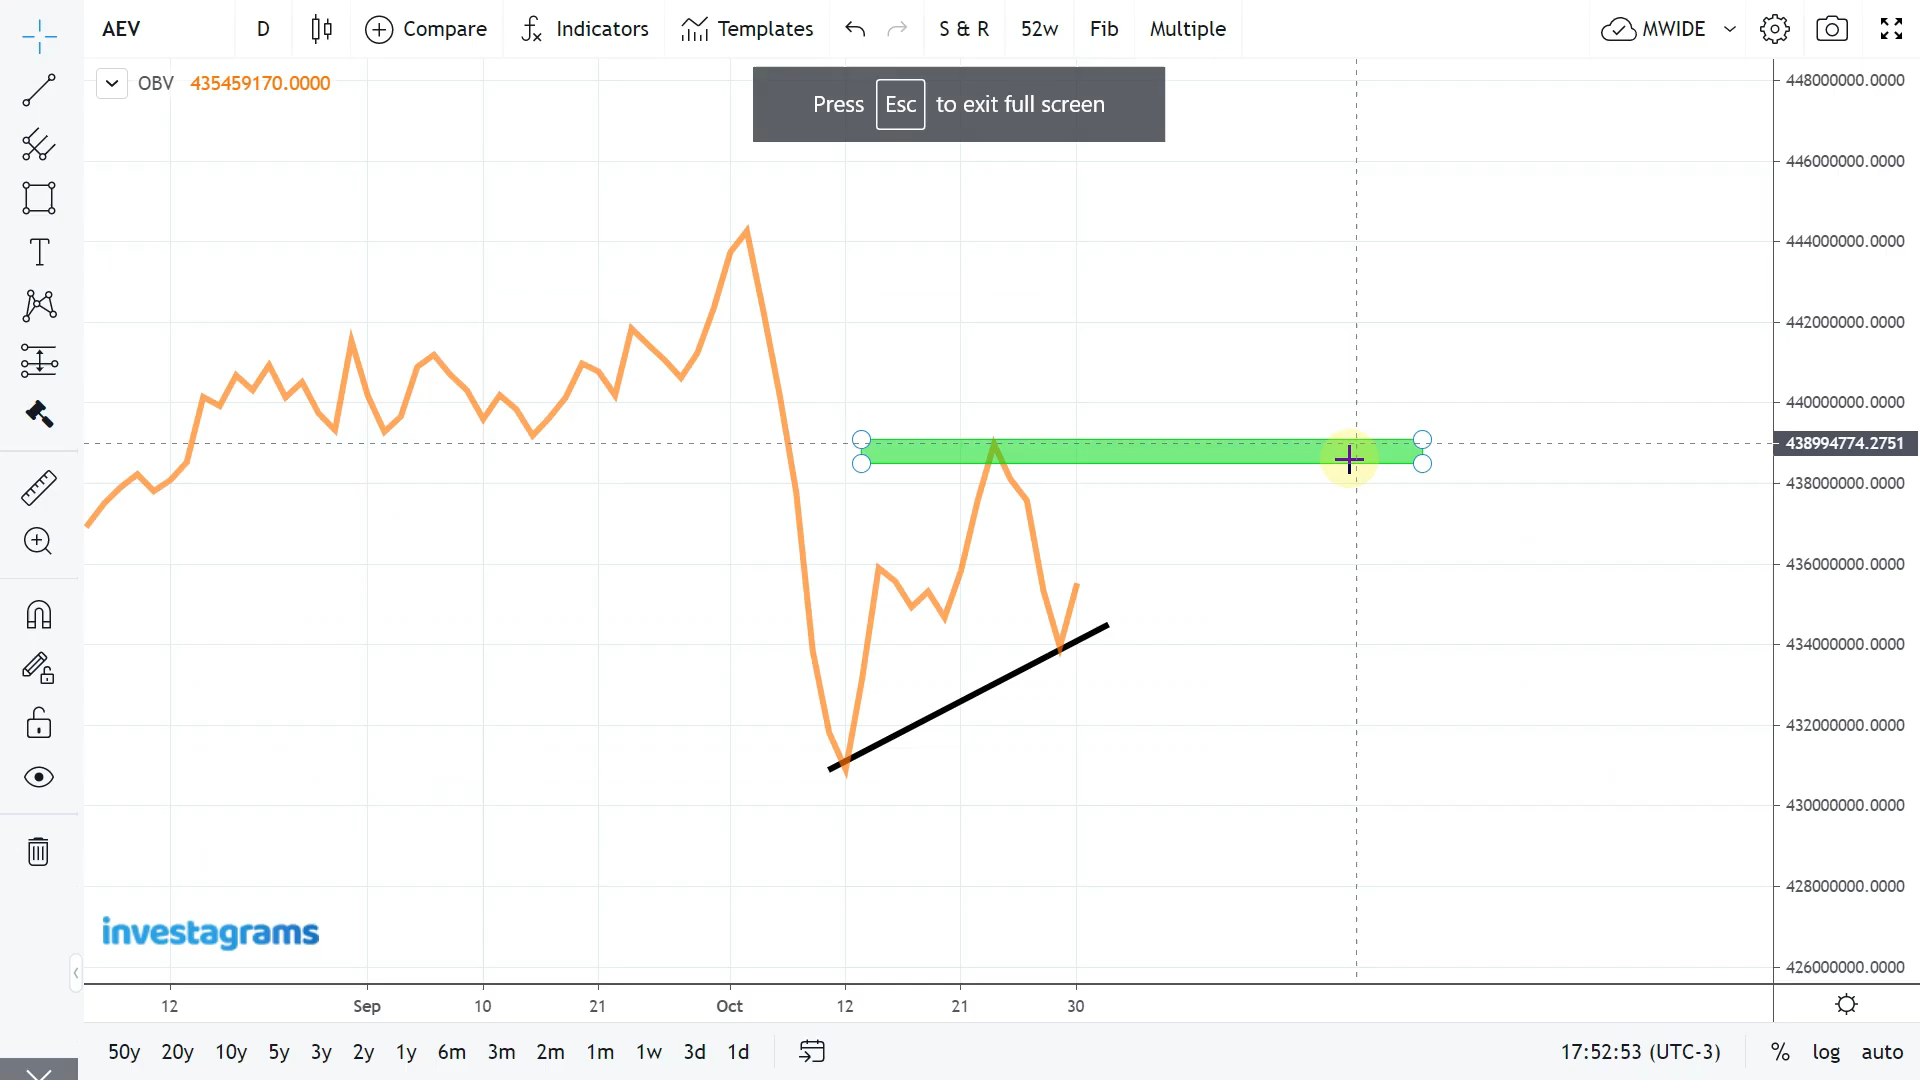 AEV D Compare Indicators Templates S & R 52w Fib Multiple MWIDE
OBV 435459170.0000
Press Esc to exit full screen
448000000.0000
446000000.0000
444000000.0000
442000000.0000
440000000.0000
438994774.2751
438000000.0000
436000000.0000
434000000.0000
432000000.0000
430000000.0000
428000000.0000
426000000.0000
investagrams
12 Sep 10 21 Oct 12 21 30
50y 20y 10y 5y 3y 2y 1y 6m 3m 2m 1m 1w 3d 1d 17:52:53 (UTC-3) % log auto